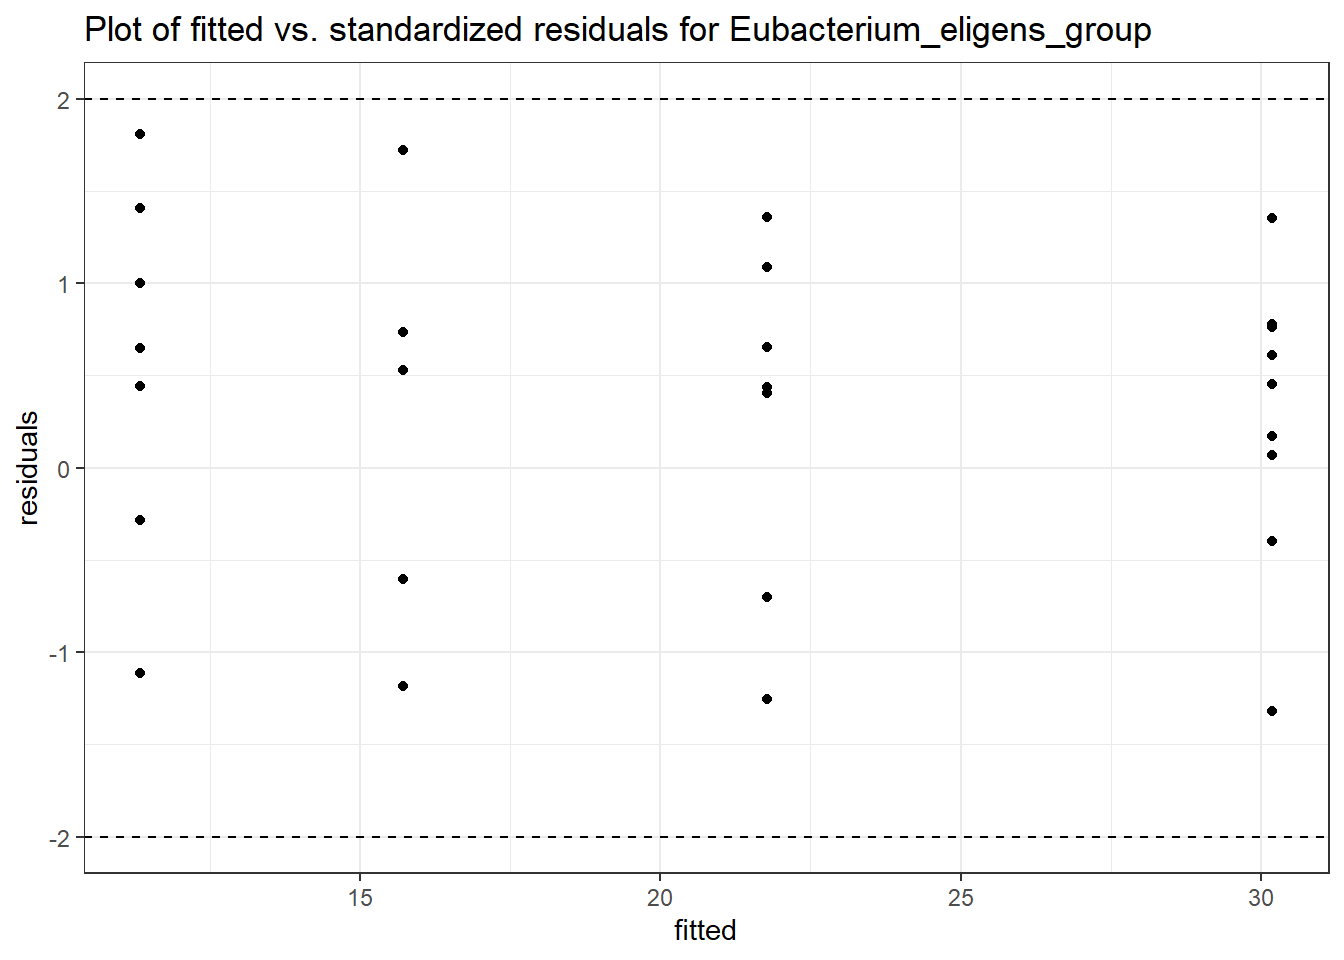 Plot of fitted vs. standardized residuals for Eubacterium_eligens_group
2
1
0
-1
-2
residuals
15 20 25 30
fitted